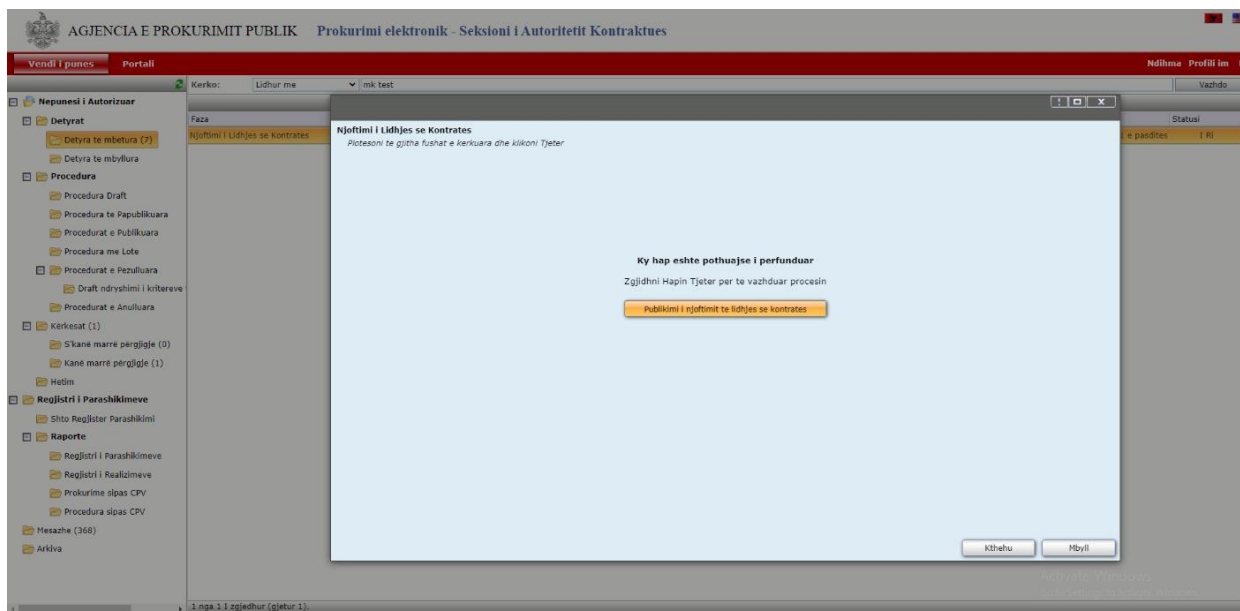 AGJENCIA E PROKURIMIT PUBLIK Prokurimi elektronik - Seksioni i Autoritetit Kontraktues
Vendi i punes Portali Ndihma Profili im
Kerko: Lidhur me mk test Vazhdo
Nepunesi i Autorizuar
Detyrat
Detyra te mbetura (7)
Detyra te mbyllura
Procedura
Procedura Draft
Procedura te Papublikuara
Procedurat e Publikuara
Procedura me Lote
Procedurat e Pezulluara
Draft ndryshimi i kritereve
Procedurat e Anulluara
Kërkesat (1)
S'kanë marrë përgjigje (0)
Kanë marrë përgjigje (1)
Hetim
Regjistri i Parashikimeve
Shto Regjister Parashikimi
Raporte
Regjistri i Parashikimeve
Regjistri i Realizimeve
Prokurime sipas CPV
Procedura sipas CPV
Mesazhe (368)
Arkiva
Faza Statusi
Njoftimi i Lidhjes se Kontrates e pasdites I Ri
Njoftimi i Lidhjes se Kontrates
Plotesoni te gjitha fushat e kerkuara dhe klikoni Tjeter
Ky hap eshte pothuajse i perfunduar
Zgjidhni Hapin Tjeter per te vazhduar procesin
Publikimi i njoftimit te lidhjes se kontrates
Kthehu Mbyll
Activate Windows
1 nga 1 I zgjedhur (gjetur 1).